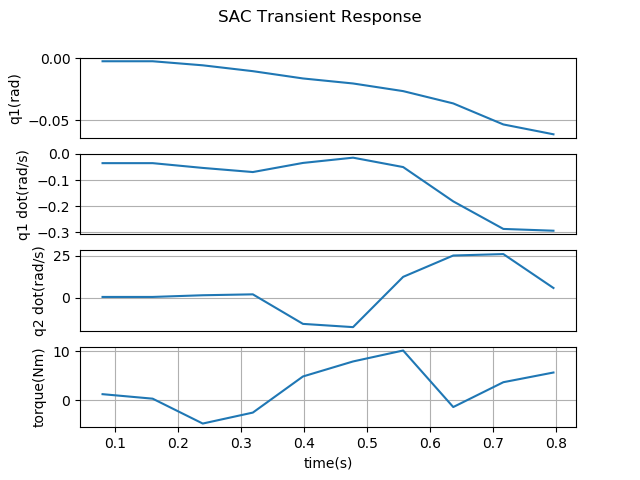 SAC Transient Response
0.00
−0.05
q1(rad)
0.0
−0.1
−0.2
−0.3
q1 dot(rad/s)
25
0
q2 dot(rad/s)
10
0
torque(Nm)
0.1 0.2 0.3 0.4 0.5 0.6 0.7 0.8
time(s)